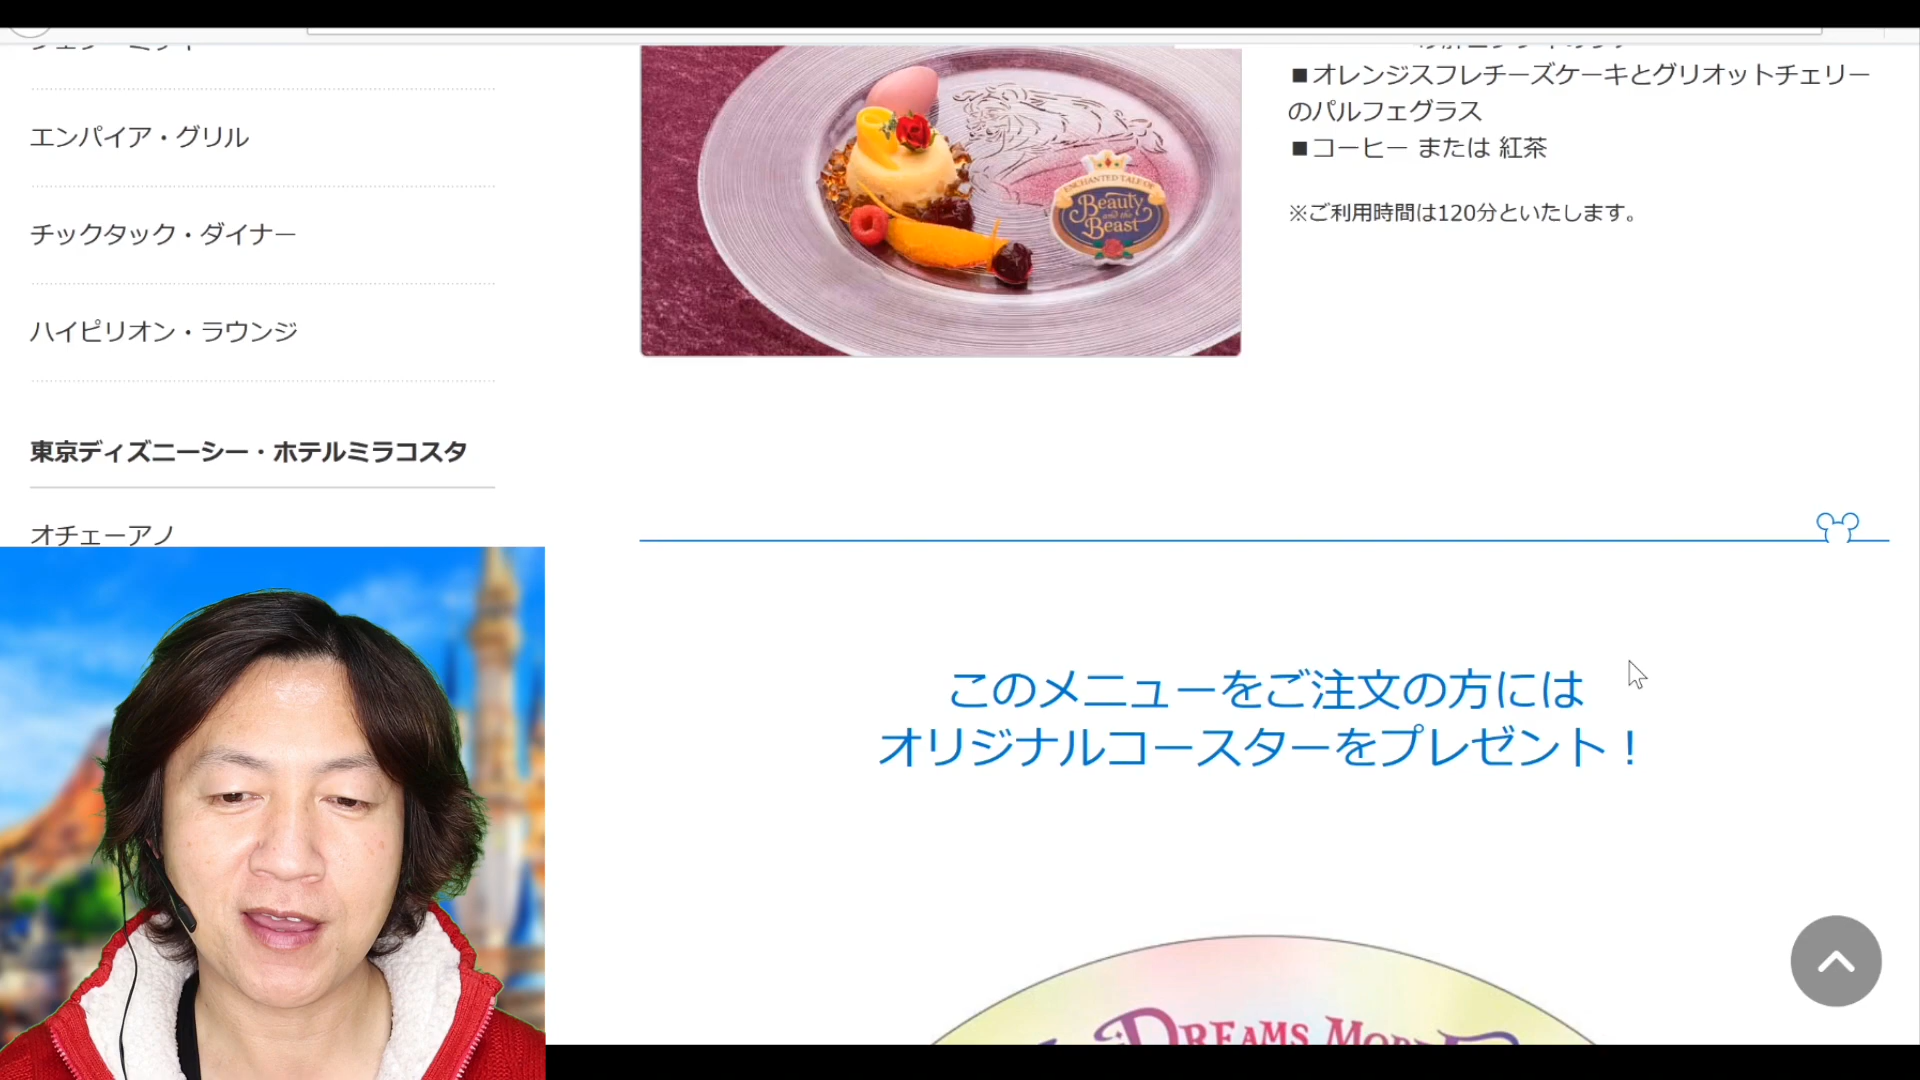 エンパイア・グリル
チックタック・ダイナー
ハイピリオン・ラウンジ
東京ディズニーシー・ホテルミラコスタ
オチェーアノ
ENCHANTED TALE OF
Beauty
and the
Beast
■オレンジスフレチーズケーキとグリオットチェリー
のパルフェグラス
■コーヒー または 紅茶
※ご利用時間は120分といたします。
このメニューをご注文の方には
オリジナルコースターをプレゼント！
DREAMS